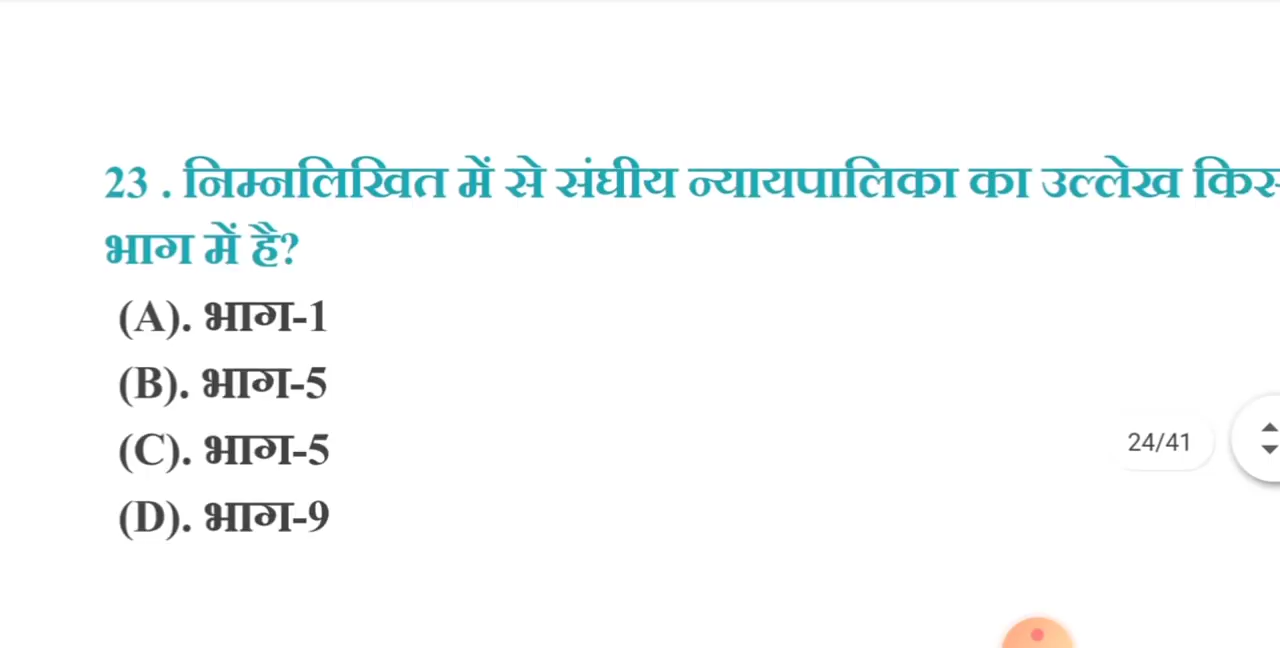 23 . निम्नलिखित में से संघीय न्यायपालिका का उल्लेख
भाग में है?
(A). भाग-1
(B). भाग-5
(C). भाग-5
(D). भाग-9
24/41